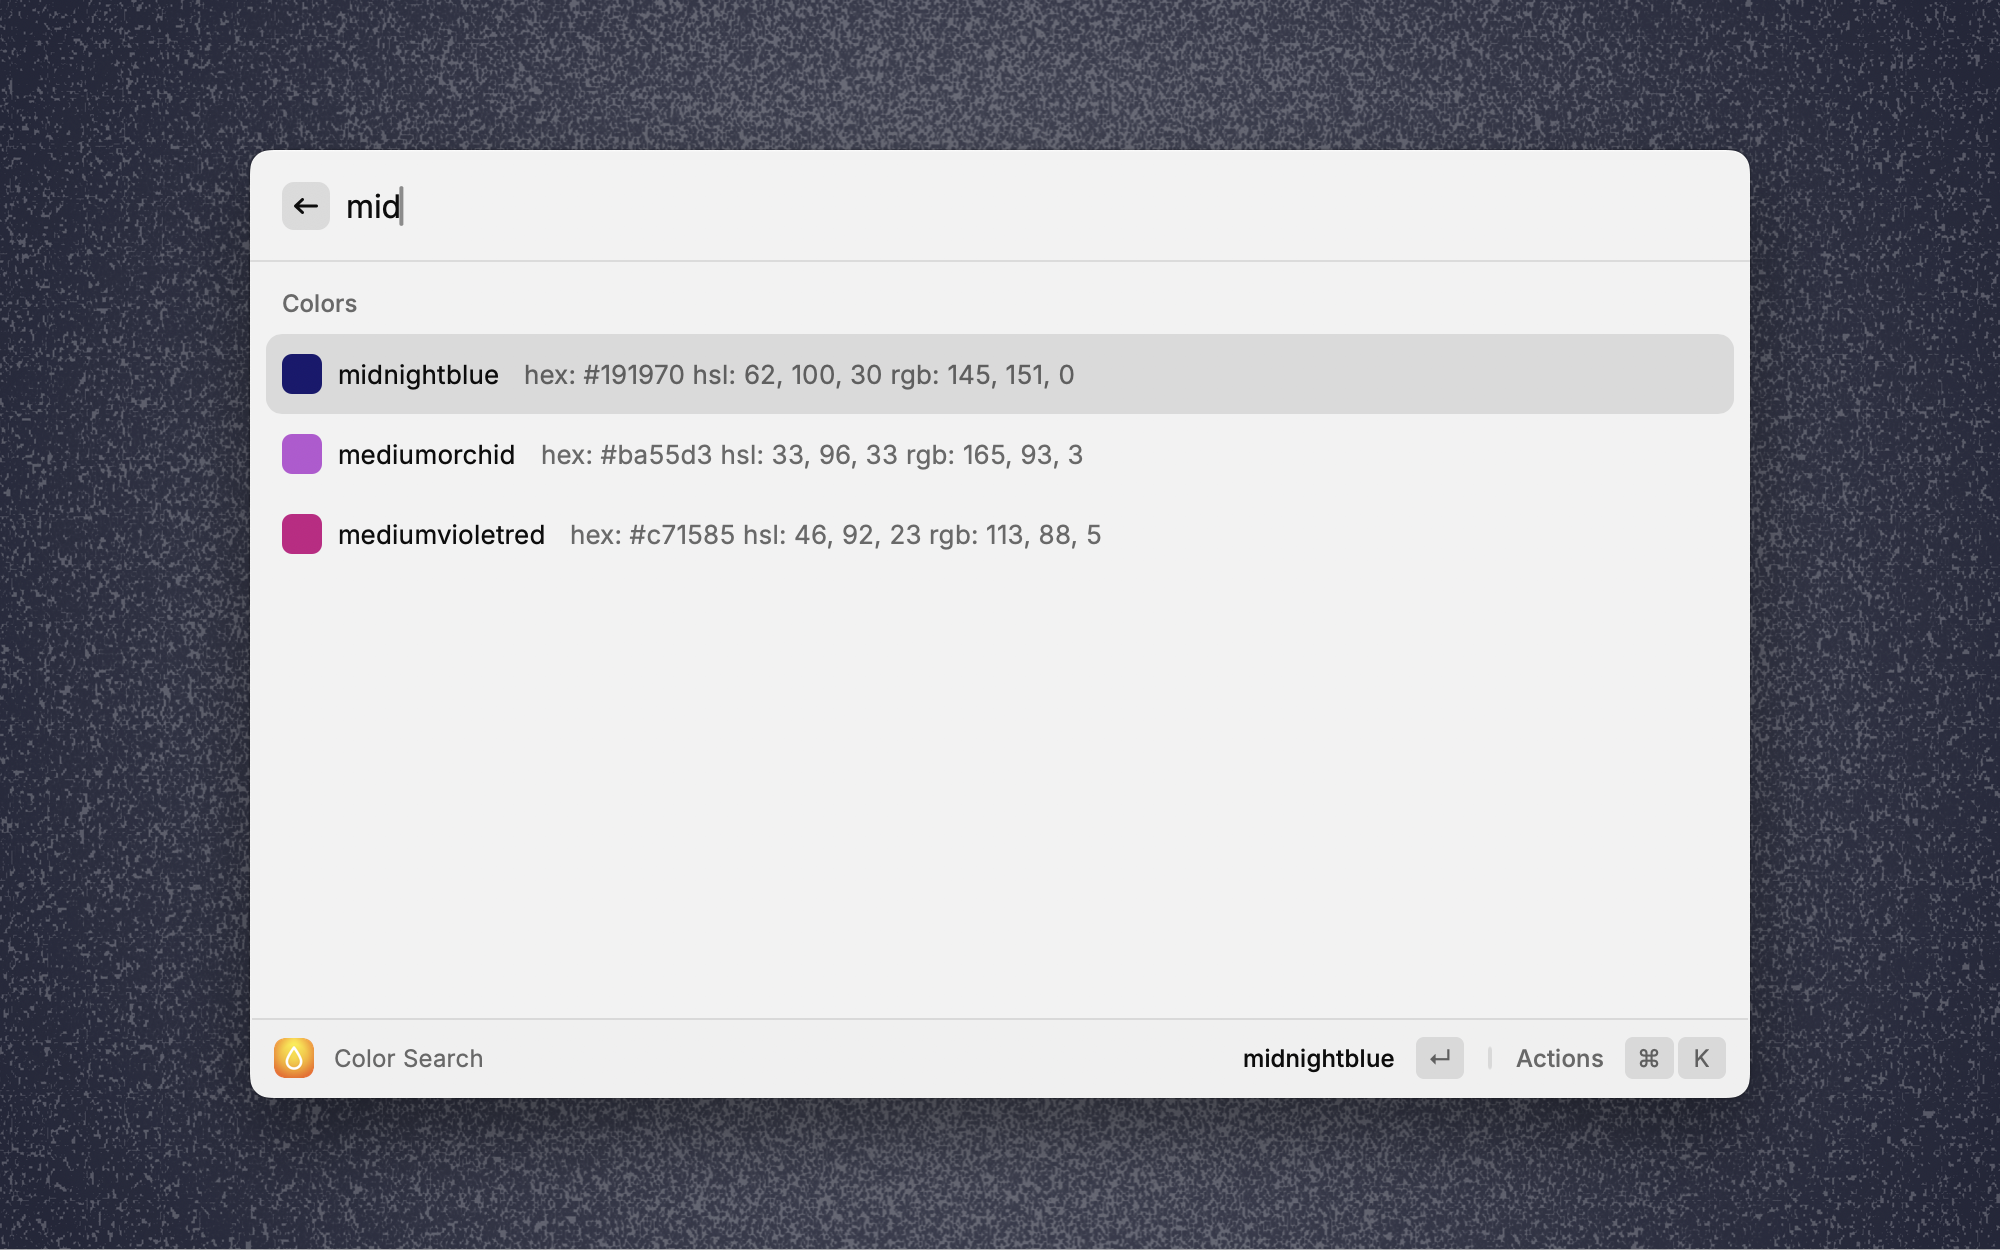 mid
Colors
midnightblue hex: #191970 hsl: 62, 100, 30 rgb: 145, 151, 0
mediumorchid hex: #ba55d3 hsl: 33, 96, 33 rgb: 165, 93, 3
mediumvioletred hex: #c71585 hsl: 46, 92, 23 rgb: 113, 88, 5
Color Search midnightblue Actions ⌘ K